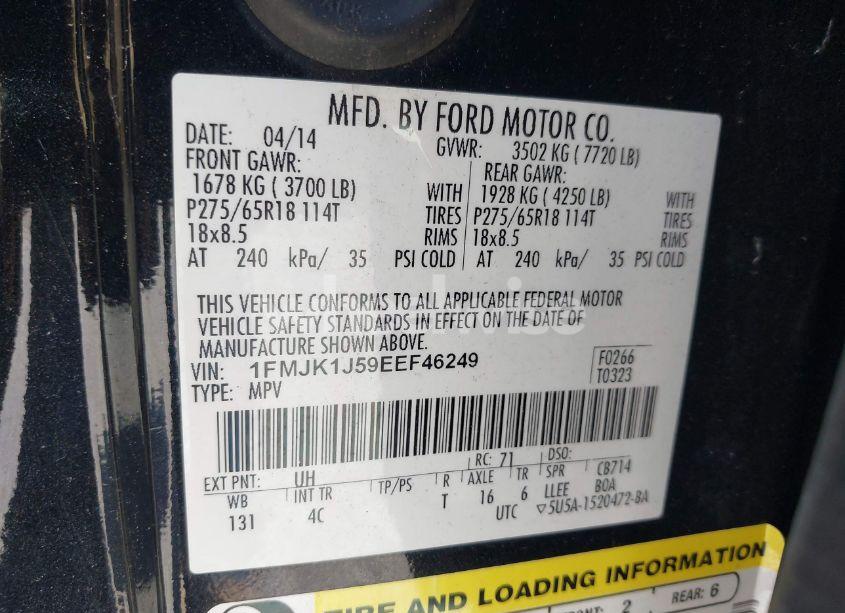 MFD. BY FORD MOTOR CO.
DATE: 04/14 GVWR: 3502 KG ( 7720 LB)
FRONT GAWR: REAR GAWR:
1678 KG ( 3700 LB) WITH 1928 KG ( 4250 LB) WITH
P275/65R18 114T TIRES P275/65R18 114T TIRES
18x8.5 RIMS 18x8.5 RIMS
AT 240 kPa/ 35 PSI COLD AT 240 kPa/ 35 PSI COLD
THIS VEHICLE CONFORMS TO ALL APPLICABLE FEDERAL MOTOR
VEHICLE SAFETY STANDARDS IN EFFECT ON THE DATE OF
MANUFACTURE SHOWN ABOVE.
VIN: 1FMJK1J59EEF46249 F0266
TYPE: MPV T0323
EXT PNT: UH RC: 71 DSO:
WB INT TR TP/PS R AXLE TR SPR CB714
131 4C T 16 6 LLEE BOA
UTC ▽5U5A-1520472-BA
TIRE AND LOADING INFORMATION
FRONT: 2 REAR: 6